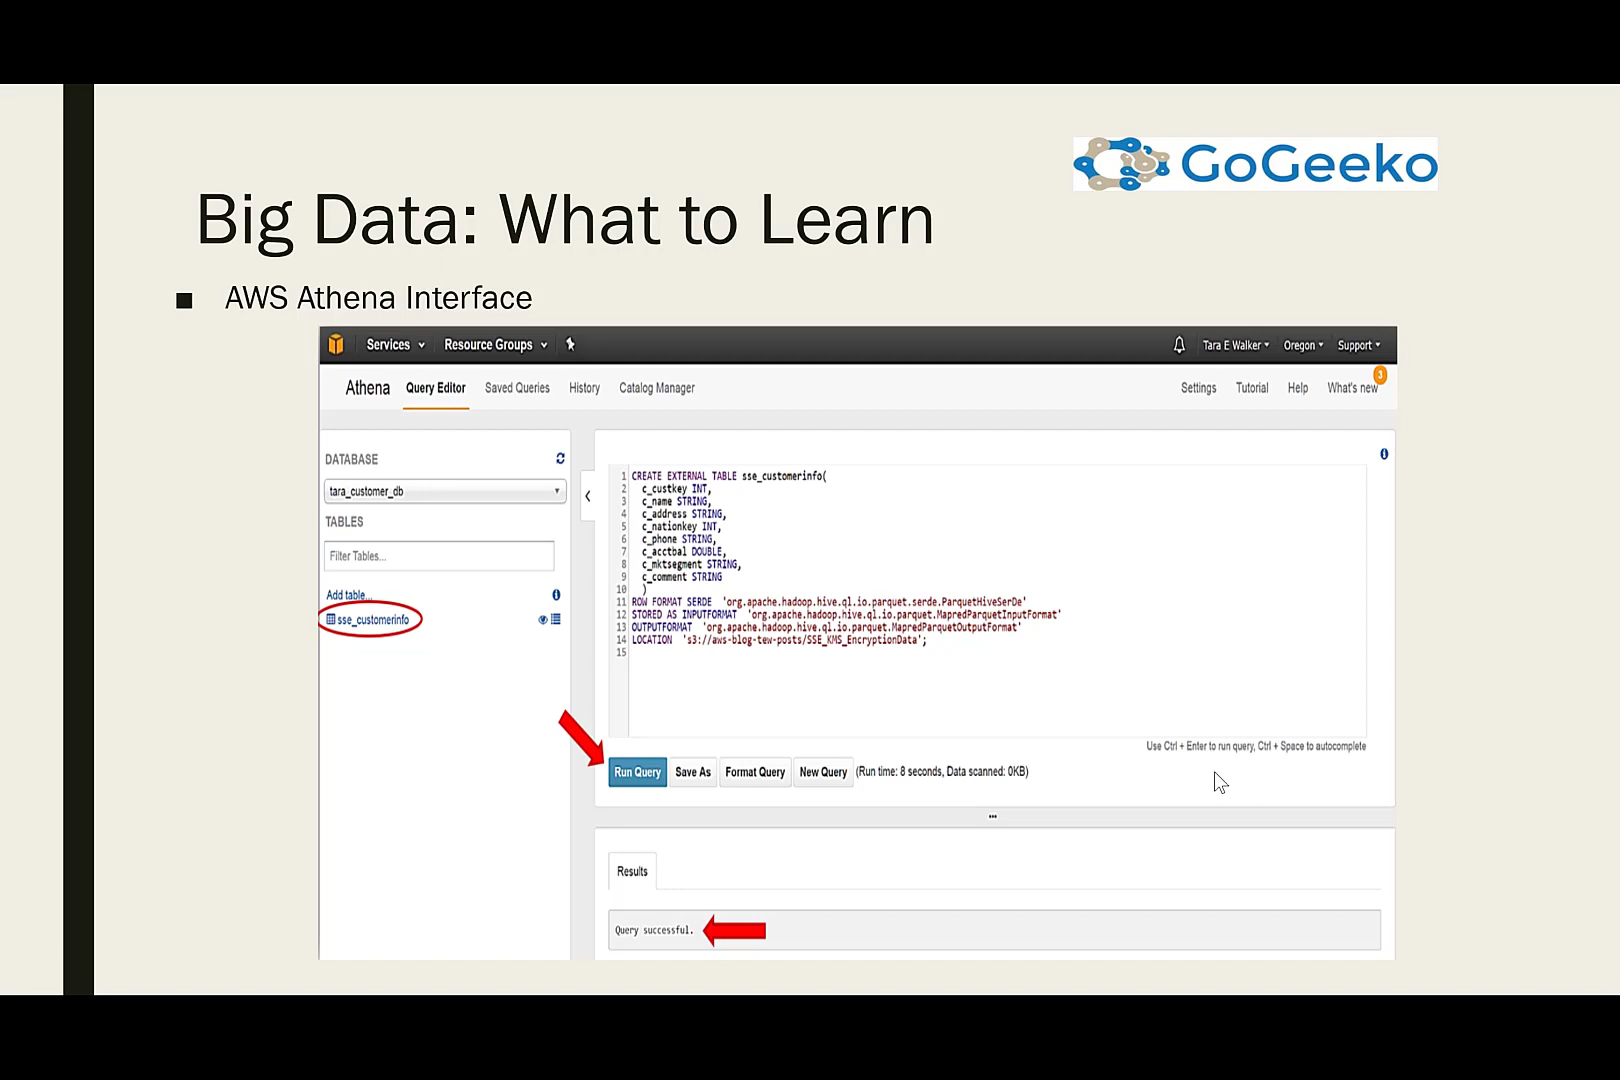 GoGeeko
Big Data: What to Learn
AWS Athena Interface
Services Resource Groups Tara E Walker Oregon Support
Athena Query Editor Saved Queries History Catalog Manager Settings Tutorial Help What's new 3
DATABASE
tara_customer_db
TABLES
Filter Tables...
Add table...
sse_customerinfo
1 CREATE EXTERNAL TABLE sse_customerinfo(
2 c_custkey INT,
3 c_name STRING,
4 c_address STRING,
5 c_nationkey INT,
6 c_phone STRING,
7 c_acctbal DOUBLE,
8 c_mktsegment STRING,
9 c_comment STRING
10 )
11 ROW FORMAT SERDE 'org.apache.hadoop.hive.ql.io.parquet.serde.ParquetHiveSerDe'
12 STORED AS INPUTFORMAT 'org.apache.hadoop.hive.ql.io.parquet.MapredParquetInputFormat'
13 OUTPUTFORMAT 'org.apache.hadoop.hive.ql.io.parquet.MapredParquetOutputFormat'
14 LOCATION 's3://aws-blog-tew-posts/SSE_KMS_EncryptionData';
15
Use Ctrl + Enter to run query, Ctrl + Space to autocomplete
Run Query Save As Format Query New Query (Run time: 8 seconds, Data scanned: 0KB)
Results
Query successful.